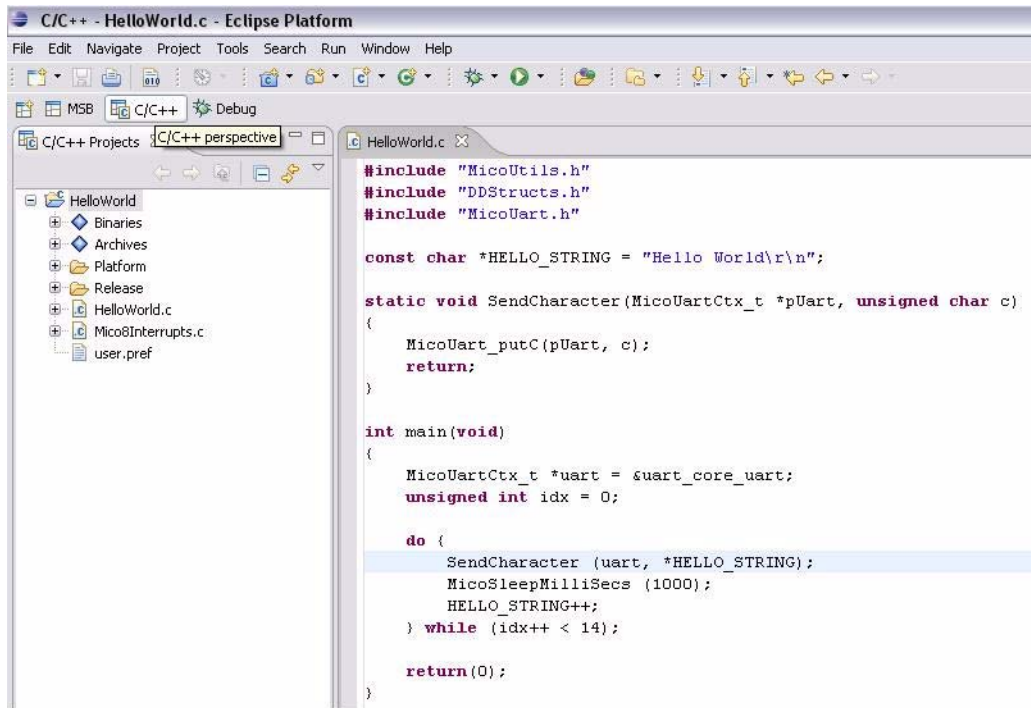 C/C++ - HelloWorld.c - Eclipse Platform
File Edit Navigate Project Tools Search Run Window Help
010
MSB C/C++ Debug
C/C++ Projects C/C++ perspective
HelloWorld.c
HelloWorld
Binaries
Archives
Platform
Release
HelloWorld.c
Mico8Interrupts.c
user.pref
#include "MicoUtils.h"
#include "DDStructs.h"
#include "MicoUart.h"
const char *HELLO_STRING = "Hello World\r\n";
static void SendCharacter(MicoUartCtx_t *pUart, unsigned char c)
{
MicoUart_putC(pUart, c);
return;
}
int main(void)
{
MicoUartCtx_t *uart = &uart_core_uart;
unsigned int idx = 0;
do {
SendCharacter (uart, *HELLO_STRING);
MicoSleepMilliSecs (1000);
HELLO_STRING++;
} while (idx++ < 14);
return(0);
}